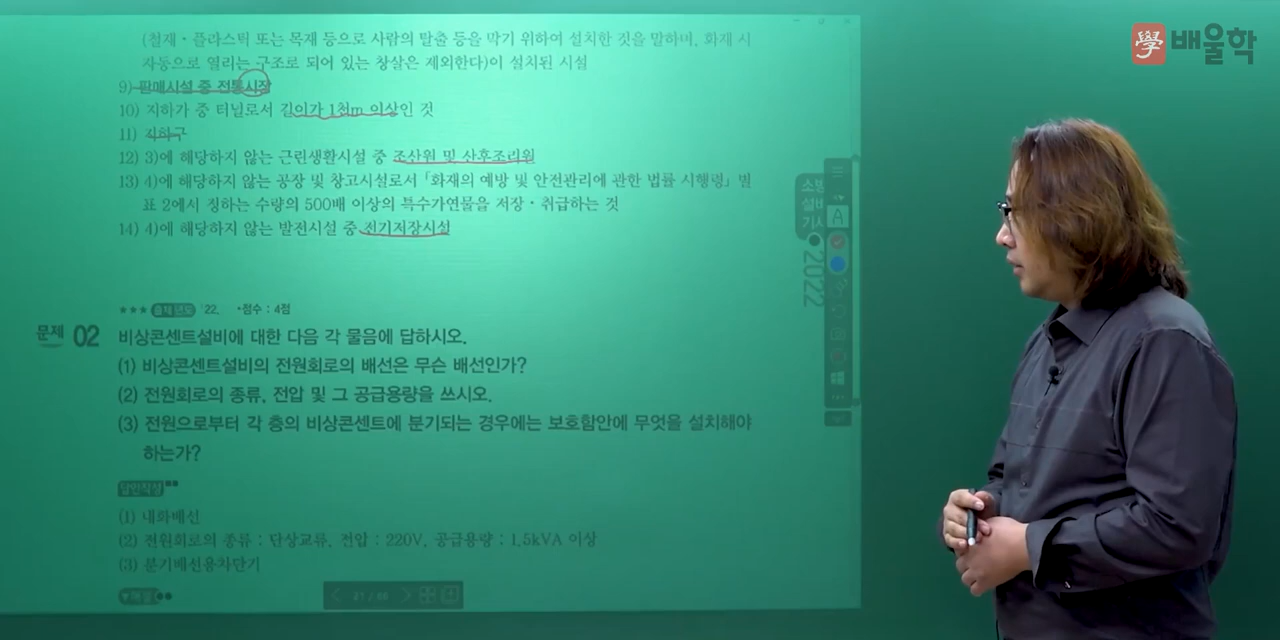 (철재·플라스틱 또는 목재 등으로 사람의 탈출 등을 막기 위하여 설치한 것을 말하며, 화재 시
자동으로 열리는 구조로 되어 있는 창살은 제외한다)이 설치된 시설
9) 판매시설 중 전통시장
10) 지하가 중 터널로서 길이가 1천m 이상인 것
11) 지하구
12) 3)에 해당하지 않는 근린생활시설 중 조산원 및 산후조리원
13) 4)에 해당하지 않는 공장 및 창고시설로서 「화재의 예방 및 안전관리에 관한 법률 시행령」 별
표 2에서 정하는 수량의 500배 이상의 특수가연물을 저장·취급하는 것
14) 4)에 해당하지 않는 발전시설 중 전기저장시설
★★★ 출제년도 '22. •점수 : 4점
문제 02 비상콘센트설비에 대한 다음 각 물음에 답하시오.
(1) 비상콘센트설비의 전원회로의 배선은 무슨 배선인가?
(2) 전원회로의 종류, 전압 및 그 공급용량을 쓰시오.
(3) 전원으로부터 각 층의 비상콘센트에 분기되는 경우에는 보호함안에 무엇을 설치해야
하는가?
답안작성
(1) 내화배선
(2) 전원회로의 종류 : 단상교류, 전압 : 220V, 공급용량 : 1.5kVA 이상
(3) 분기배선용차단기
學 배울학
소방
설비
기사
2022
A